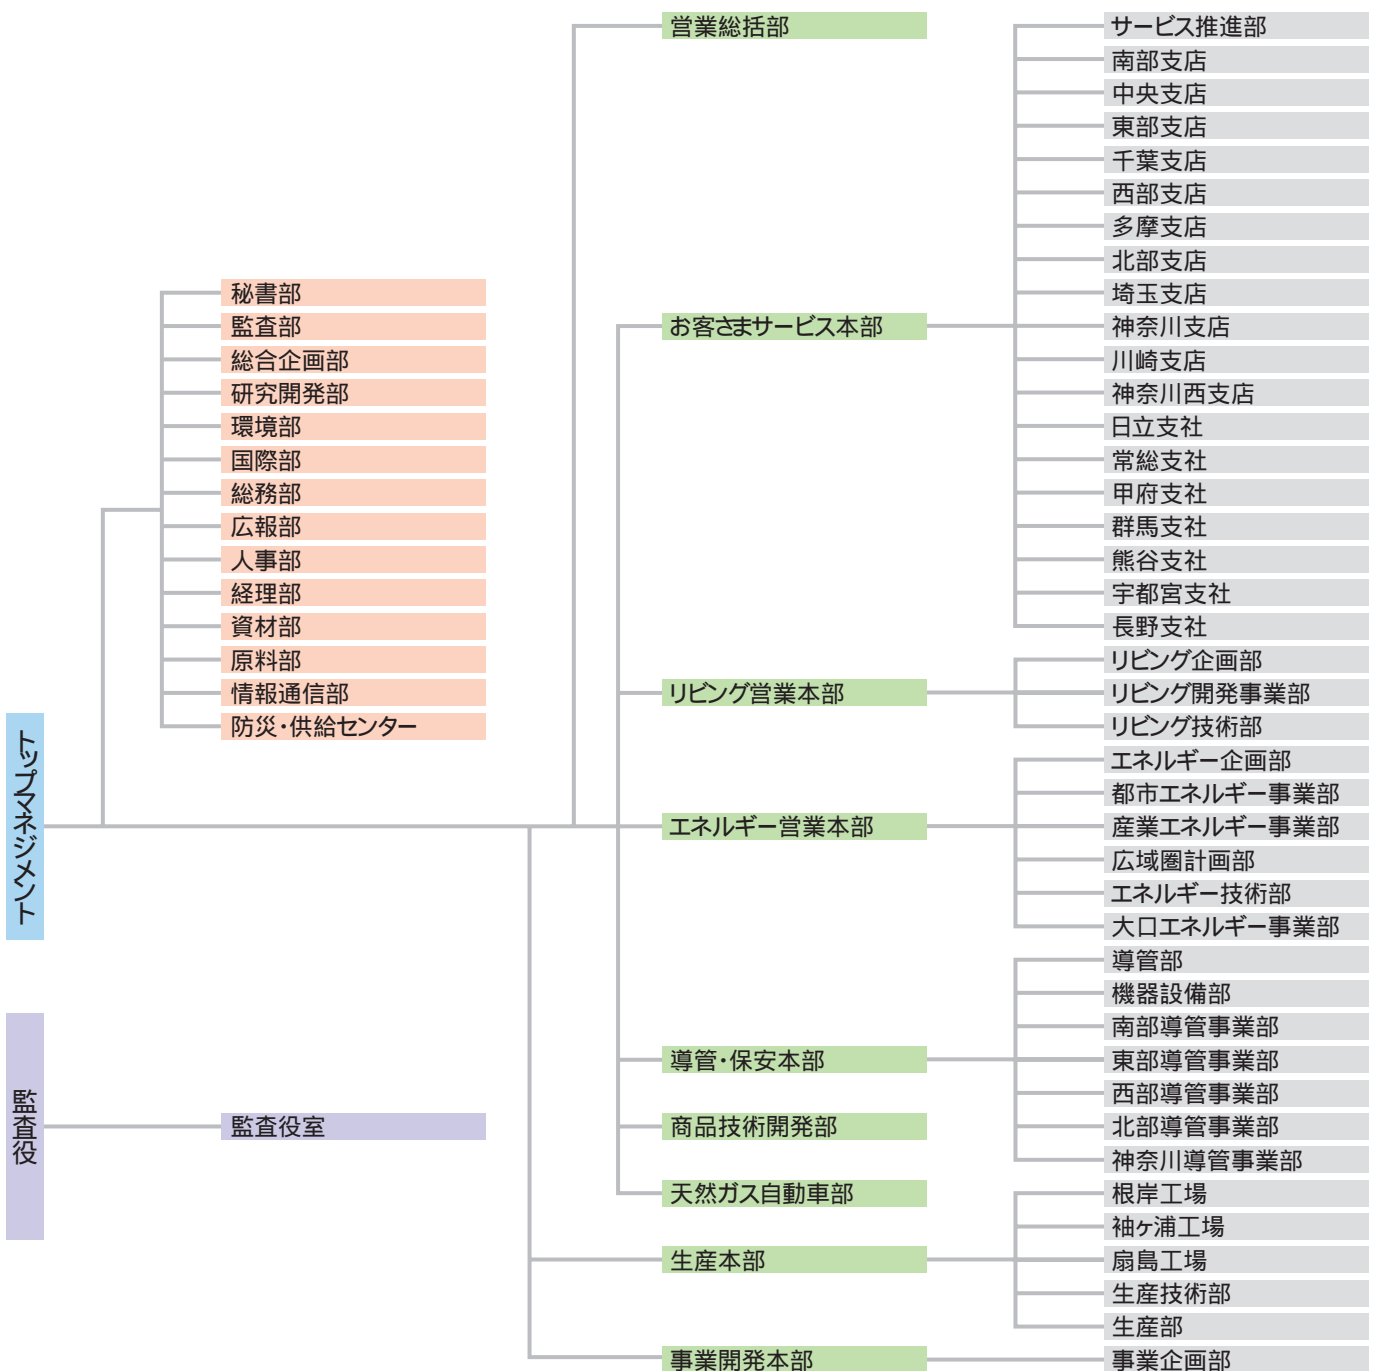 トップマネジメント
秘書部
監査部
総合企画部
研究開発部
環境部
国際部
総務部
広報部
人事部
経理部
資材部
原料部
情報通信部
防災・供給センター
営業総括部
お客さまサービス本部
サービス推進部
南部支店
中央支店
東部支店
千葉支店
西部支店
多摩支店
北部支店
埼玉支店
神奈川支店
川崎支店
神奈川西支店
日立支社
常総支社
甲府支社
群馬支社
熊谷支社
宇都宮支社
長野支社
リビング営業本部
リビング企画部
リビング開発事業部
リビング技術部
エネルギー営業本部
エネルギー企画部
都市エネルギー事業部
産業エネルギー事業部
広域圏計画部
エネルギー技術部
大口エネルギー事業部
導管・保安本部
導管部
機器設備部
南部導管事業部
東部導管事業部
西部導管事業部
北部導管事業部
神奈川導管事業部
商品技術開発部
天然ガス自動車部
生産本部
根岸工場
袖ヶ浦工場
扇島工場
生産技術部
生産部
事業開発本部
事業企画部
監査役
監査役室